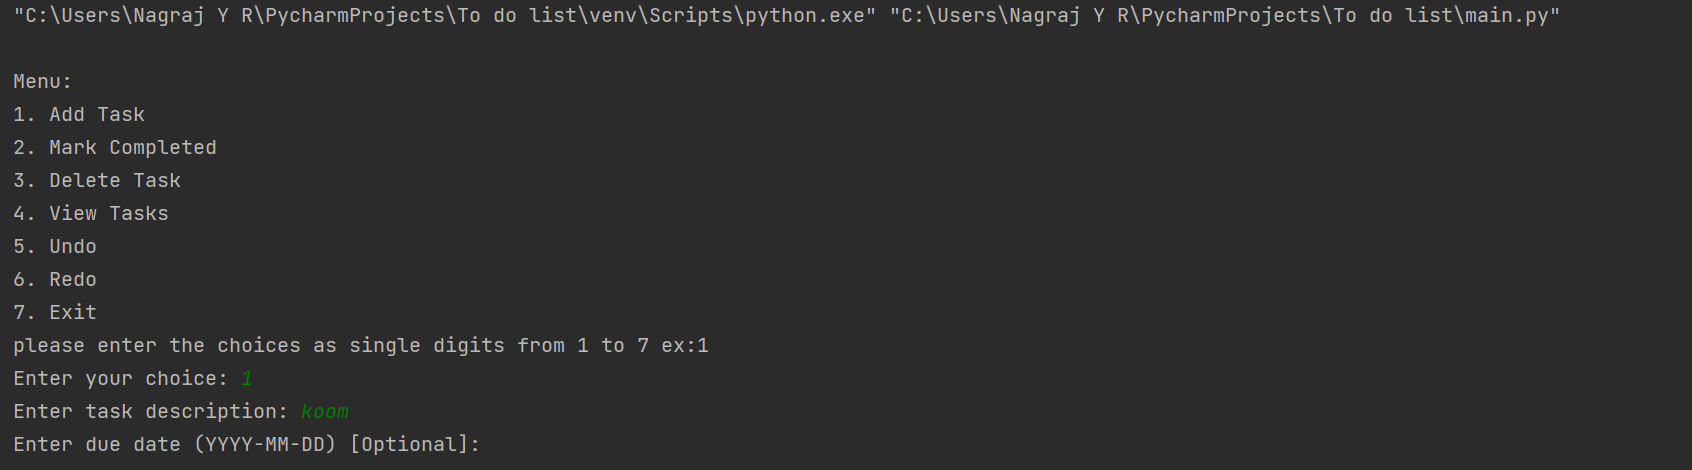 "C:\Users\Nagraj Y R\PycharmProjects\To do list\venv\Scripts\python.exe" "C:\Users\Nagraj Y R\PycharmProjects\To do list\main.py"
Menu:
1. Add Task
2. Mark Completed
3. Delete Task
4. View Tasks
5. Undo
6. Redo
7. Exit
please enter the choices as single digits from 1 to 7 ex:1
Enter your choice: 1
Enter task description: koom
Enter due date (YYYY-MM-DD) [Optional]: